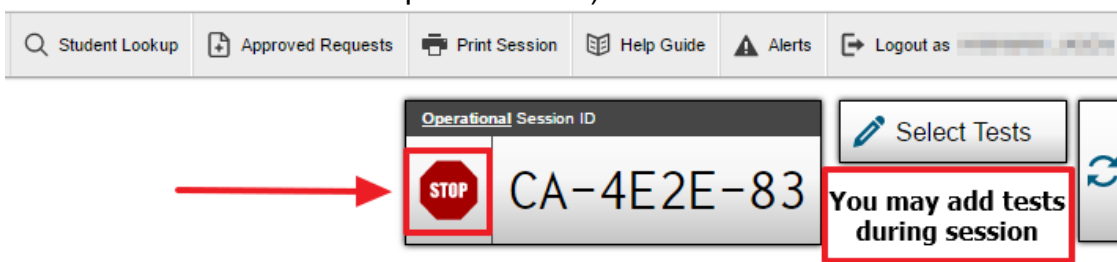 Student Lookup
Approved Requests
Print Session
Help Guide
Alerts
Logout as
Operational Session ID
STOP
CA-4E2E-83
Select Tests
You may add tests
during session